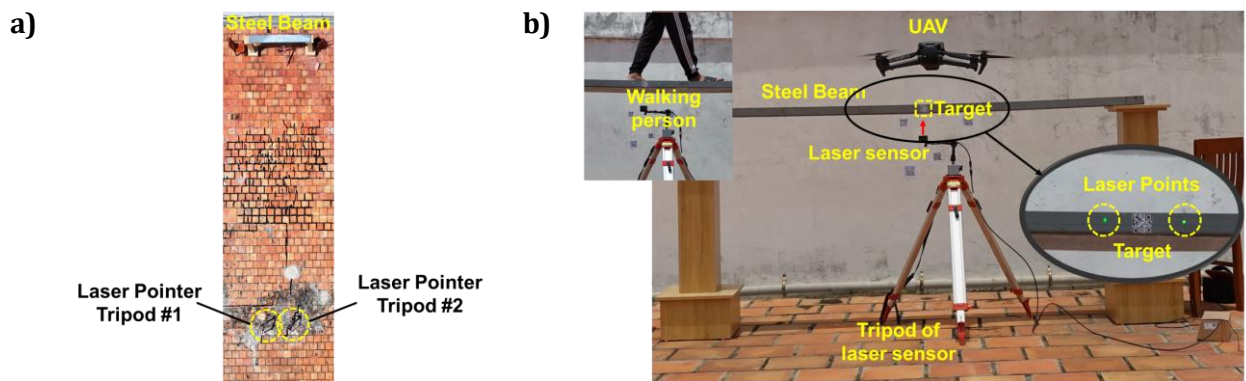 a)
Steel Beam
Laser Pointer
Tripod #1
Laser Pointer
Tripod #2
b)
UAV
Steel Beam
Target
Walking
person
Laser sensor
Laser Points
Target
Tripod of
laser sensor